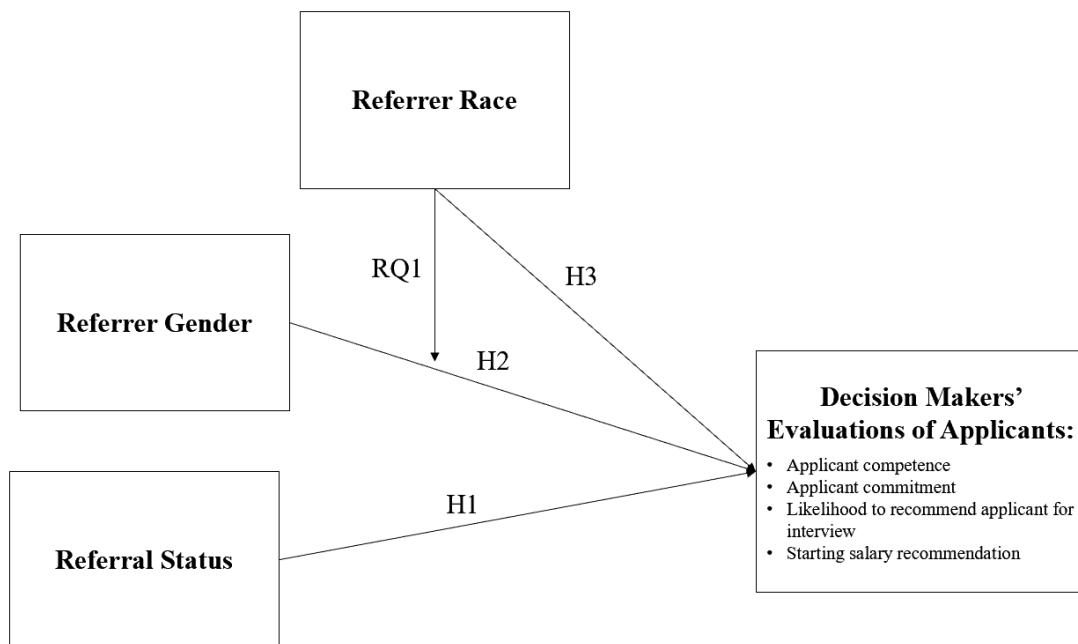 Referrer Race
RQ1
H3
Referrer Gender
H2
Decision Makers’
Evaluations of Applicants:
• Applicant competence
• Applicant commitment
• Likelihood to recommend applicant for
interview
• Starting salary recommendation
H1
Referral Status